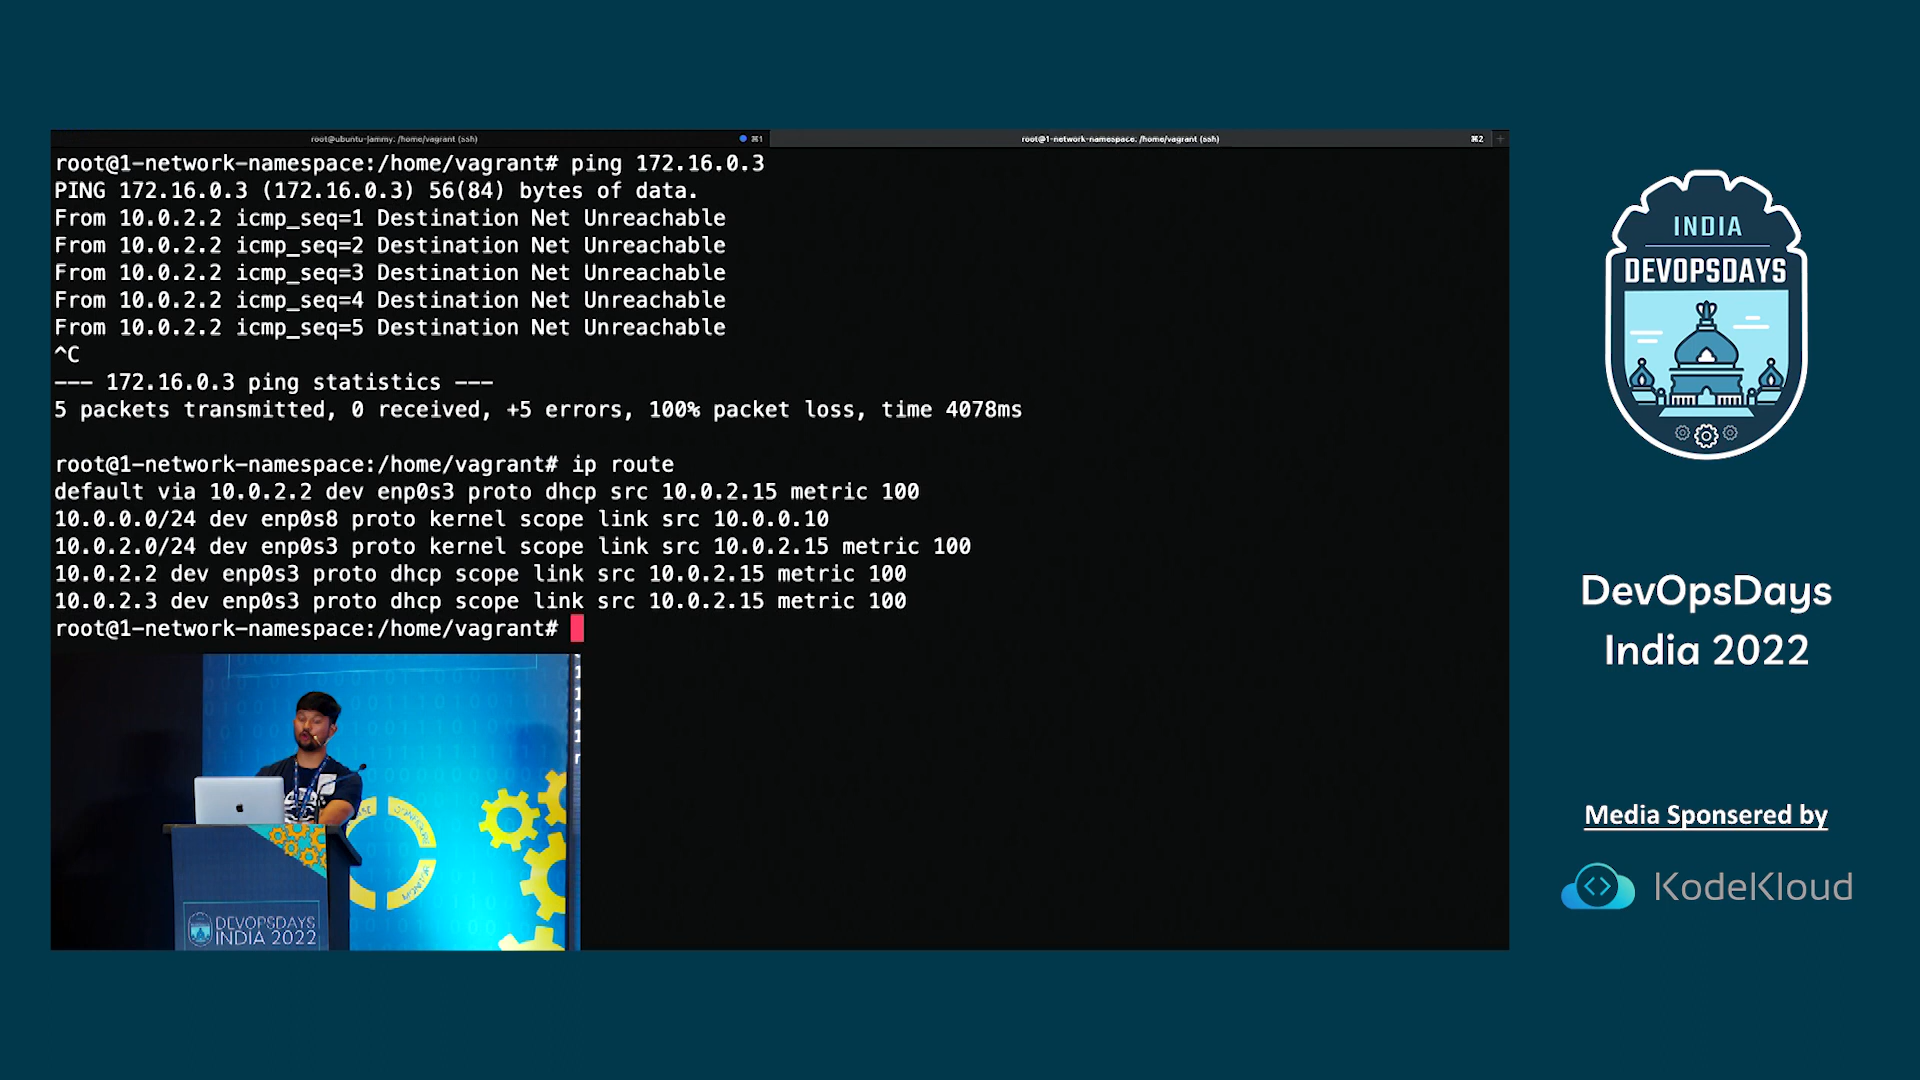 root@ubuntu-jammy: /home/vagrant (ssh)
⌘1
root@1-network-namespace: /home/vagrant (ssh)
⌘2
root@1-network-namespace:/home/vagrant# ping 172.16.0.3
PING 172.16.0.3 (172.16.0.3) 56(84) bytes of data.
From 10.0.2.2 icmp_seq=1 Destination Net Unreachable
From 10.0.2.2 icmp_seq=2 Destination Net Unreachable
From 10.0.2.2 icmp_seq=3 Destination Net Unreachable
From 10.0.2.2 icmp_seq=4 Destination Net Unreachable
From 10.0.2.2 icmp_seq=5 Destination Net Unreachable
^C
--- 172.16.0.3 ping statistics ---
5 packets transmitted, 0 received, +5 errors, 100% packet loss, time 4078ms
root@1-network-namespace:/home/vagrant# ip route
default via 10.0.2.2 dev enp0s3 proto dhcp src 10.0.2.15 metric 100
10.0.0.0/24 dev enp0s8 proto kernel scope link src 10.0.0.10
10.0.2.0/24 dev enp0s3 proto kernel scope link src 10.0.2.15 metric 100
10.0.2.2 dev enp0s3 proto dhcp scope link src 10.0.2.15 metric 100
10.0.2.3 dev enp0s3 proto dhcp scope link src 10.0.2.15 metric 100
root@1-network-namespace:/home/vagrant#
DEVOPSDAYS
INDIA 2022
INDIA
DEVOPSDAYS
DevOpsDays
India 2022
Media Sponsered by
KodeKloud